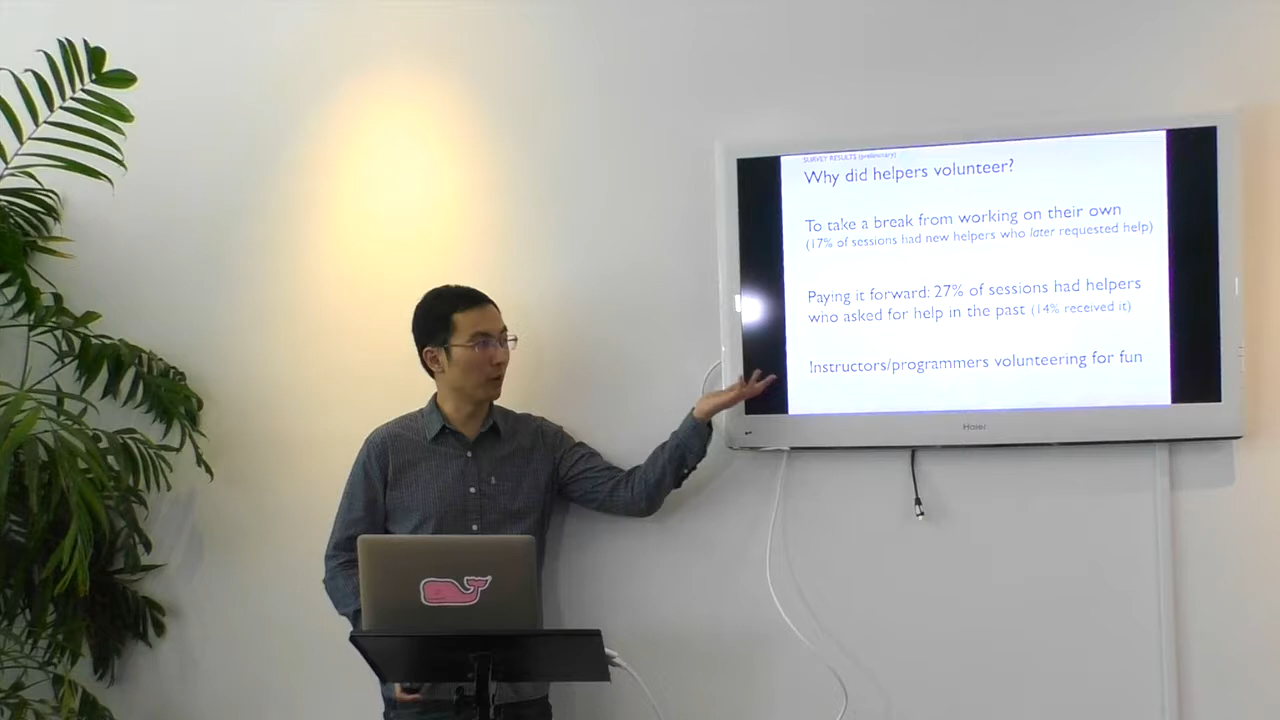 SURVEY RESULTS (preliminary)
Why did helpers volunteer?
To take a break from working on their own
(17% of sessions had new helpers who later requested help)
Paying it forward: 27% of sessions had helpers
who asked for help in the past (14% received it)
Instructors/programmers volunteering for fun
Haier